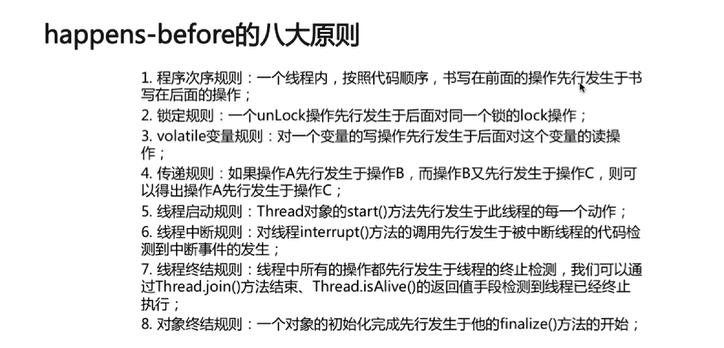 happens-before的八大原则
1. 程序次序规则：一个线程内，按照代码顺序，书写在前面的操作先行发生于书
写在后面的操作；
2. 锁定规则：一个unLock操作先行发生于后面对同一个锁的lock操作；
3. volatile变量规则：对一个变量的写操作先行发生于后面对这个变量的读操
作；
4. 传递规则：如果操作A先行发生于操作B，而操作B又先行发生于操作C，则可
以得出操作A先行发生于操作C；
5. 线程启动规则：Thread对象的start()方法先行发生于此线程的每一个动作；
6. 线程中断规则：对线程interrupt()方法的调用先行发生于被中断线程的代码检
测到中断事件的发生；
7. 线程终结规则：线程中所有的操作都先行发生于线程的终止检测，我们可以通
过Thread.join()方法结束、Thread.isAlive()的返回值手段检测到线程已经终止
执行；
8. 对象终结规则：一个对象的初始化完成先行发生于他的finalize()方法的开始；